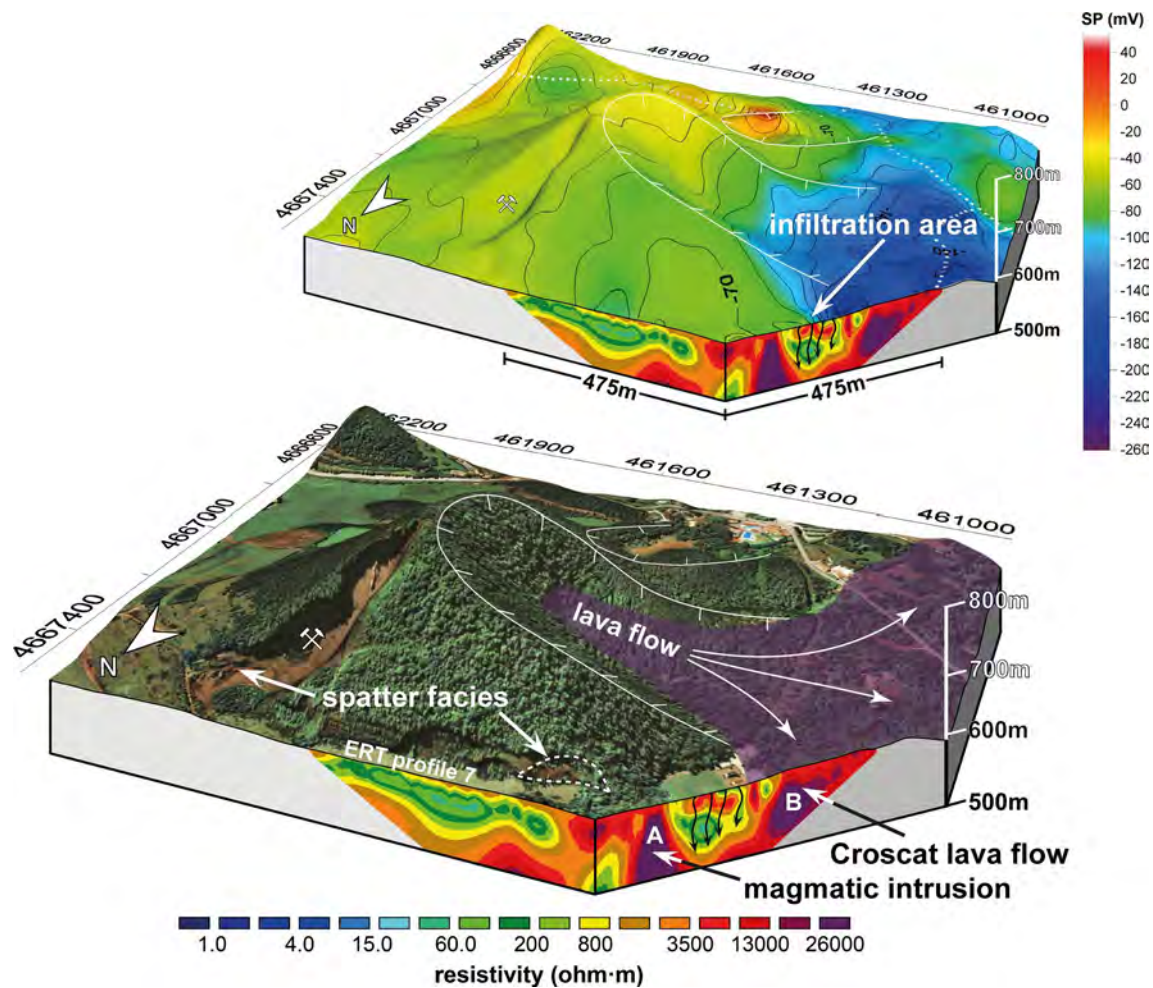 SP (mV)
40
20
0
-20
-40
-60
-80
-100
-120
-140
-160
-180
-200
-220
-240
-260
4666600
462200
461900
461600
461300
461000
4667000
4667400
N
-70
infiltration area
800m
700m
600m
500m
475m
475m
4666600
462200
461900
461600
461300
461000
4667000
4667400
N
lava flow
spatter facies
ERT profile 7
800m
700m
600m
500m
A
B
Croscat lava flow
magmatic intrusion
1.0
4.0
15.0
60.0
200
800
3500
13000
26000
resistivity (ohm·m)